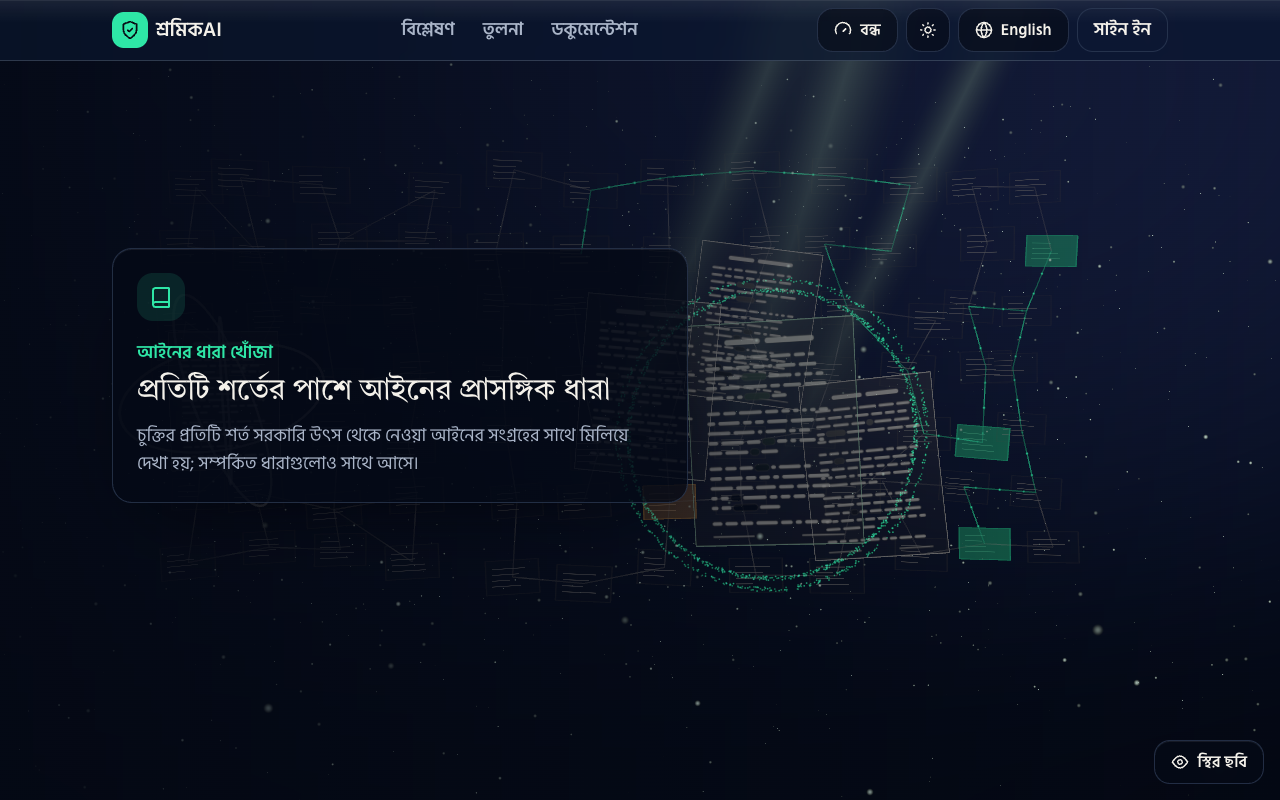 শ্রমিকAI
বিশ্লেষণ
তুলনা
ডকুমেন্টেশন
বন্ধ
English
সাইন ইন
আইনের ধারা খোঁজা
প্রতিটি শর্তের পাশে আইনের প্রাসঙ্গিক ধারা
চুক্তির প্রতিটি শর্ত সরকারি উৎস থেকে নেওয়া আইনের সংগ্রহের সাথে মিলিয়ে
দেখা হয়; সম্পর্কিত ধারাগুলোও সাথে আসে।
স্থির ছবি